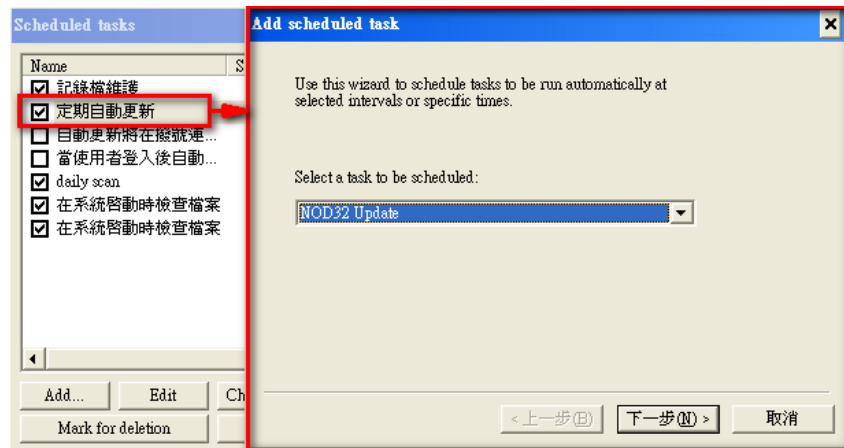 Scheduled tasks
Name S
記錄檔維護
定期自動更新
自動更新將在撥號連...
當使用者登入後自動...
daily scan
在系統啓動時檢查檔案
在系統啓動時檢查檔案
Add... Edit Ch
Mark for deletion
Add scheduled task
Use this wizard to schedule tasks to be run automatically at
selected intervals or specific times.
Select a task to be scheduled:
NOD32 Update
<上一步(B) 下一步(N) > 取消